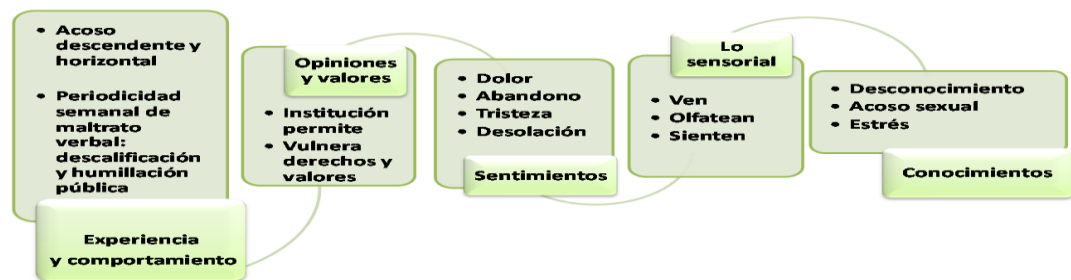 • Acoso
descendente y
horizontal
• Periodicidad
semanal de
maltrato
verbal:
descalificación
y humillación
pública
Experiencia
y comportamiento
Opiniones
y valores
• Institución
permite
• Vulnera
derechos y
valores
• Dolor
• Abandono
• Tristeza
• Desolación
Sentimientos
Lo
sensorial
• Ven
• Olfatean
• Sienten
• Desconocimiento
• Acoso sexual
• Estrés
Conocimientos